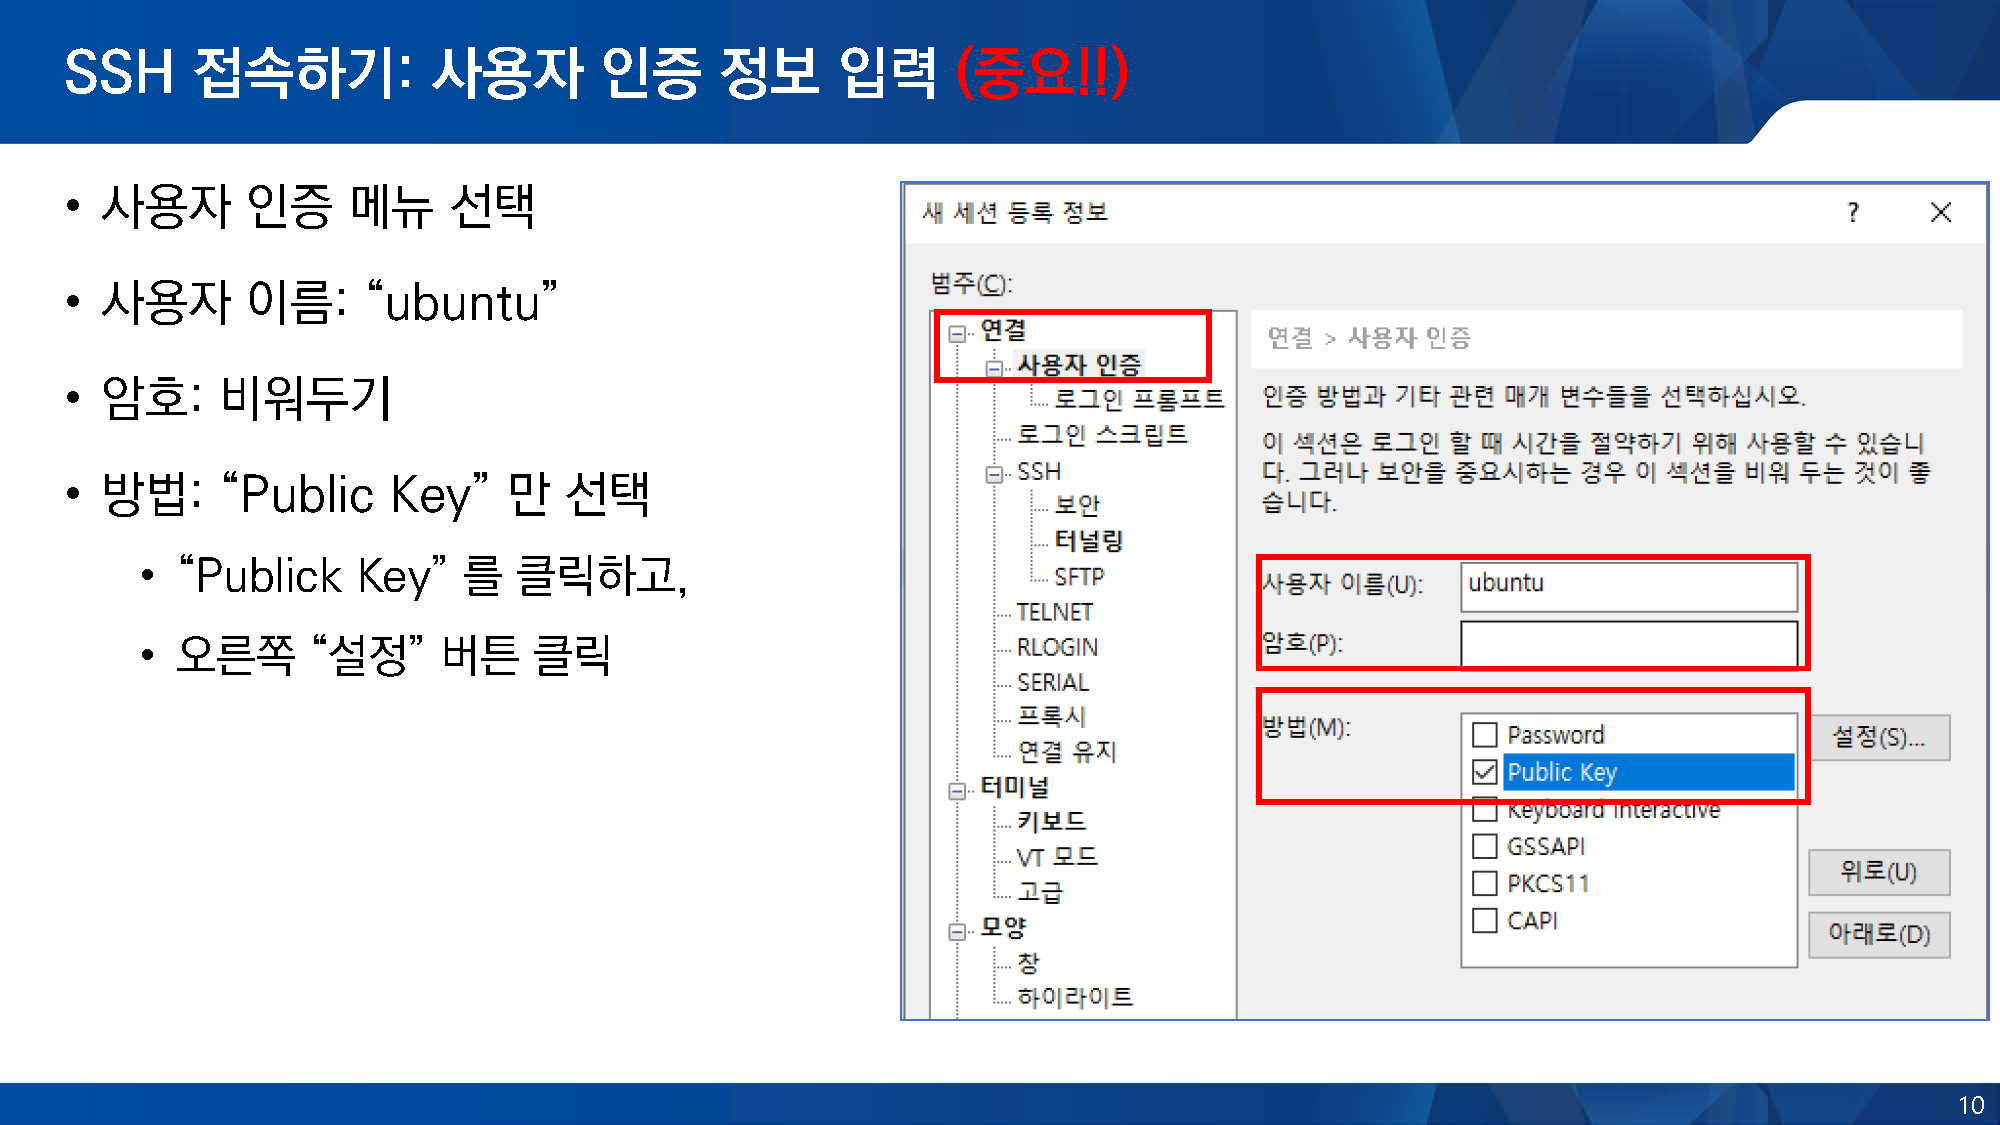 SSH 접속하기: 사용자 인증 정보 입력 (중요!!)
• 사용자 인증 메뉴 선택
• 사용자 이름: “ubuntu”
• 암호: 비워두기
• 방법: “Public Key” 만 선택
• “Publick Key” 를 클릭하고,
• 오른쪽 “설정” 버튼 클릭
새 세션 등록 정보 ?
범주(C):
연결
사용자 인증
로그인 프롬프트
로그인 스크립트
SSH
보안
터널링
SFTP
TELNET
RLOGIN
SERIAL
프록시
연결 유지
터미널
키보드
VT 모드
고급
모양
창
하이라이트
연결 > 사용자 인증
인증 방법과 기타 관련 매개 변수들을 선택하십시오.
이 섹션은 로그인 할 때 시간을 절약하기 위해 사용할 수 있습니
다. 그러나 보안을 중요시하는 경우 이 섹션을 비워 두는 것이 좋
습니다.
사용자 이름(U): ubuntu
암호(P):
방법(M):
Password
Public Key
Keyboard Interactive
GSSAPI
PKCS11
CAPI
설정(S)...
위로(U)
아래로(D)
10